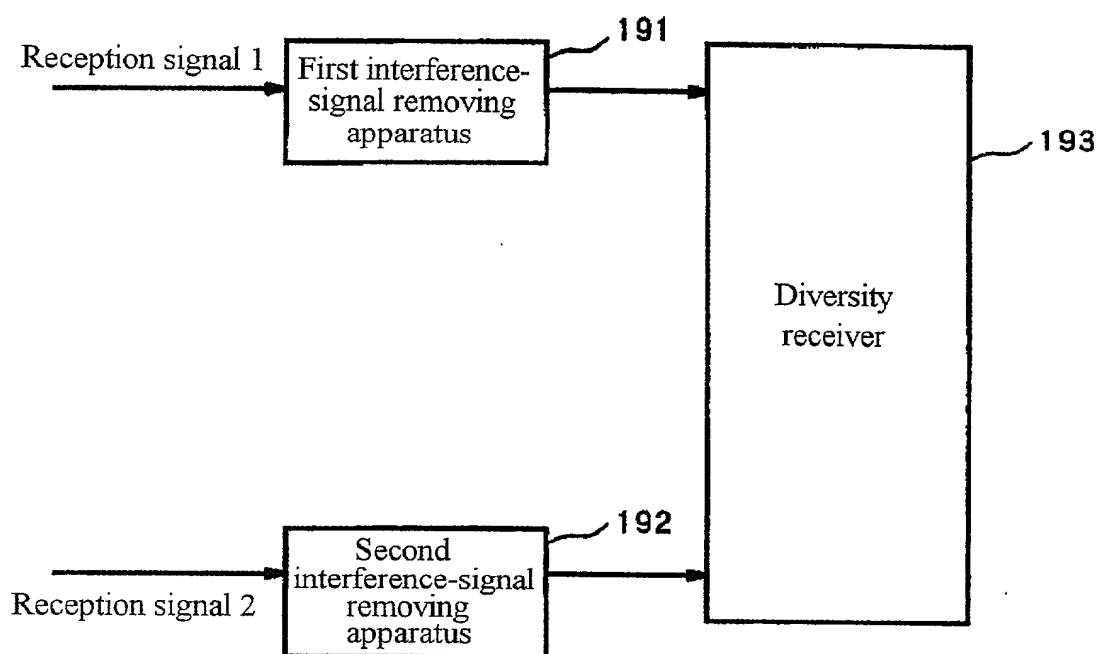 191
Reception signal 1
First interference-
signal removing
apparatus
193
Diversity
receiver
192
Second
interference-signal
removing
apparatus
Reception signal 2